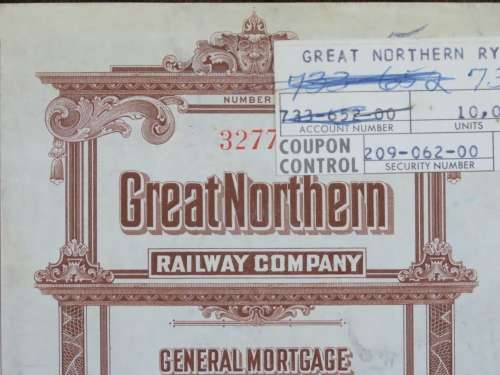 GREAT NORTHERN RY
733-652 7.
NUMBER
733-652-00 10,0
ACCOUNT NUMBER UNITS
3277
COUPON CONTROL 209-062-00
SECURITY NUMBER
Great Northern
RAILWAY COMPANY
GENERAL MORTGAGE